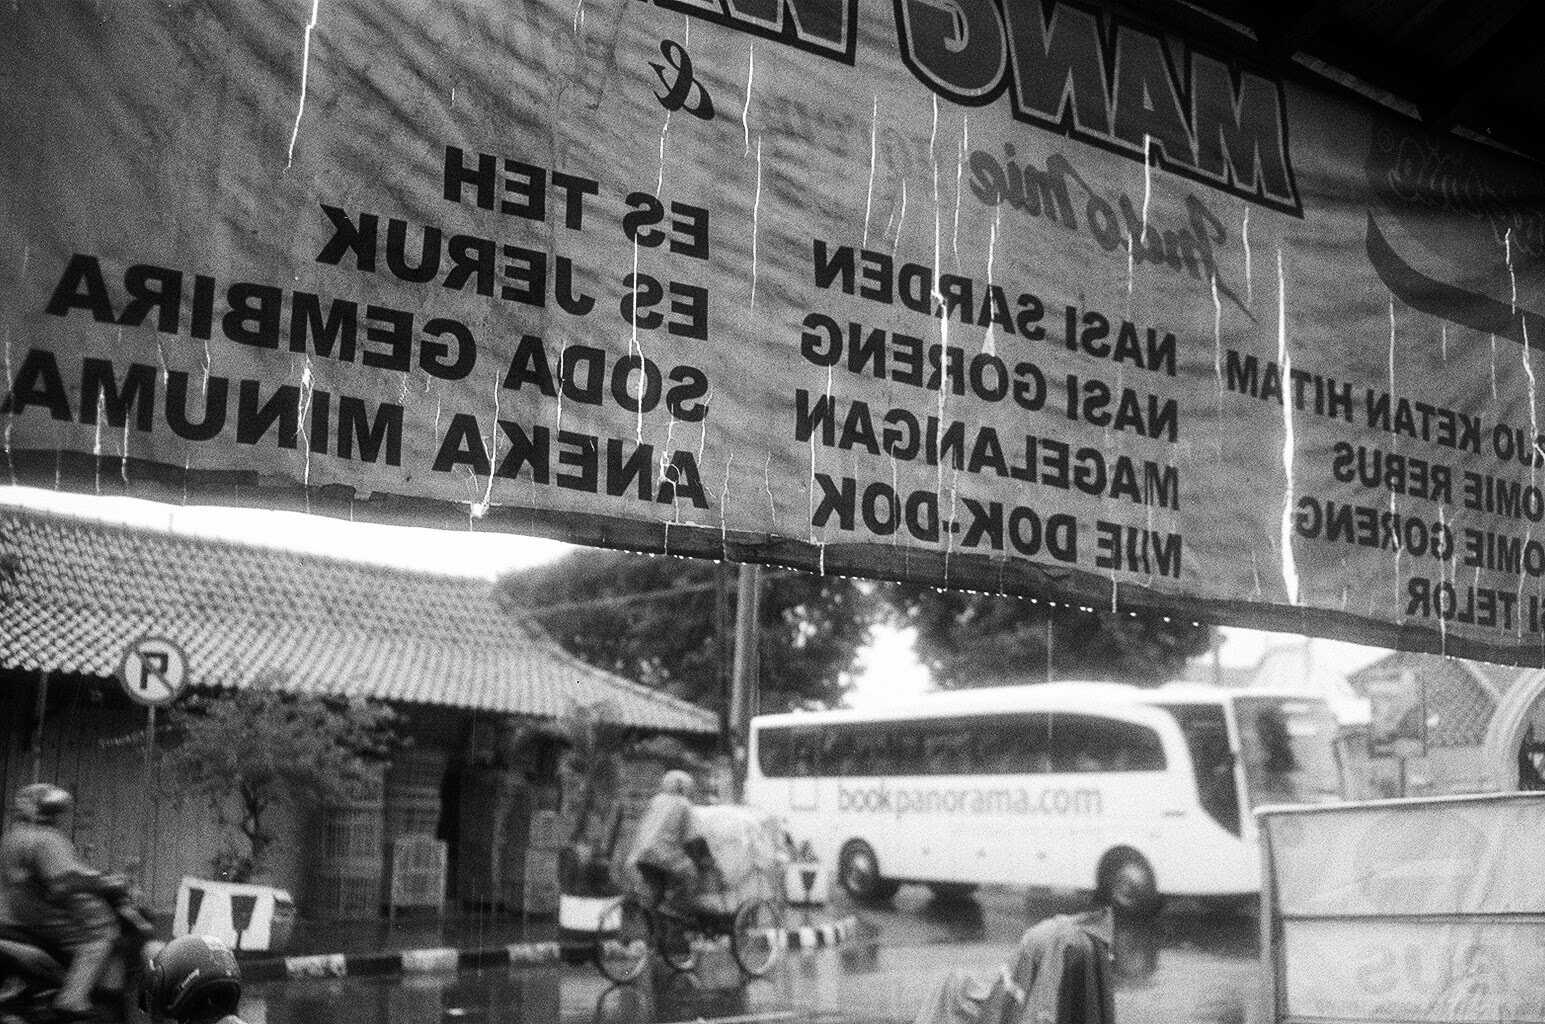 MANG
Indomie
&
NASI SARDEN
NASI GORENG
MAGELANGAN
MIE DOK-DOK
KETAN HITAM
OMIE REBUS
OMIE GORENG
TELOR
ES TEH
ES JERUK
SODA GEMBIRA
ANEKA MINUMA
P
bookpanorama.com